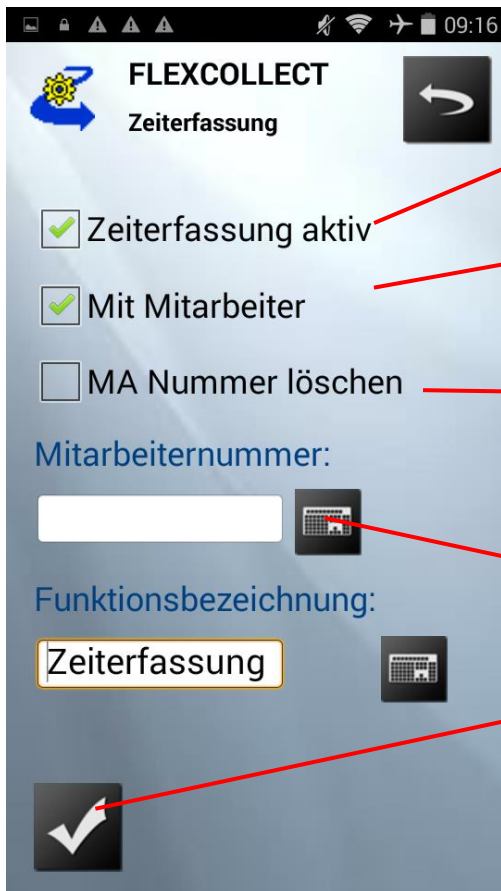 09:16
FLEXCOLLECT
Zeiterfassung
Zeiterfassung aktiv
Mit Mitarbeiter
MA Nummer löschen
Mitarbeiternummer:
Funktionsbezeichnung:
Zeiterfassung